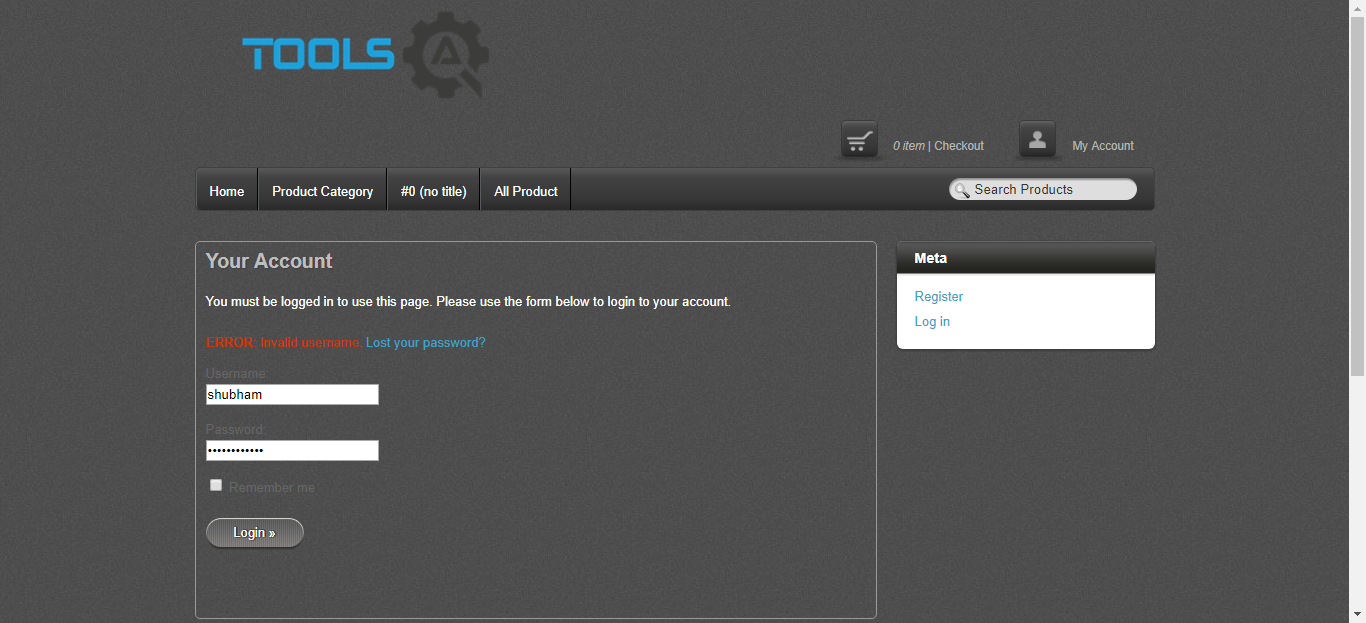 TOOLS
0 item | Checkout
My Account
Home
Product Category
#0 (no title)
All Product
Search Products
Your Account
You must be logged in to use this page. Please use the form below to login to your account.
ERROR: Invalid username. Lost your password?
Username:
shubham
Password:
••••••••••••
Remember me
Login »
Meta
Register
Log in